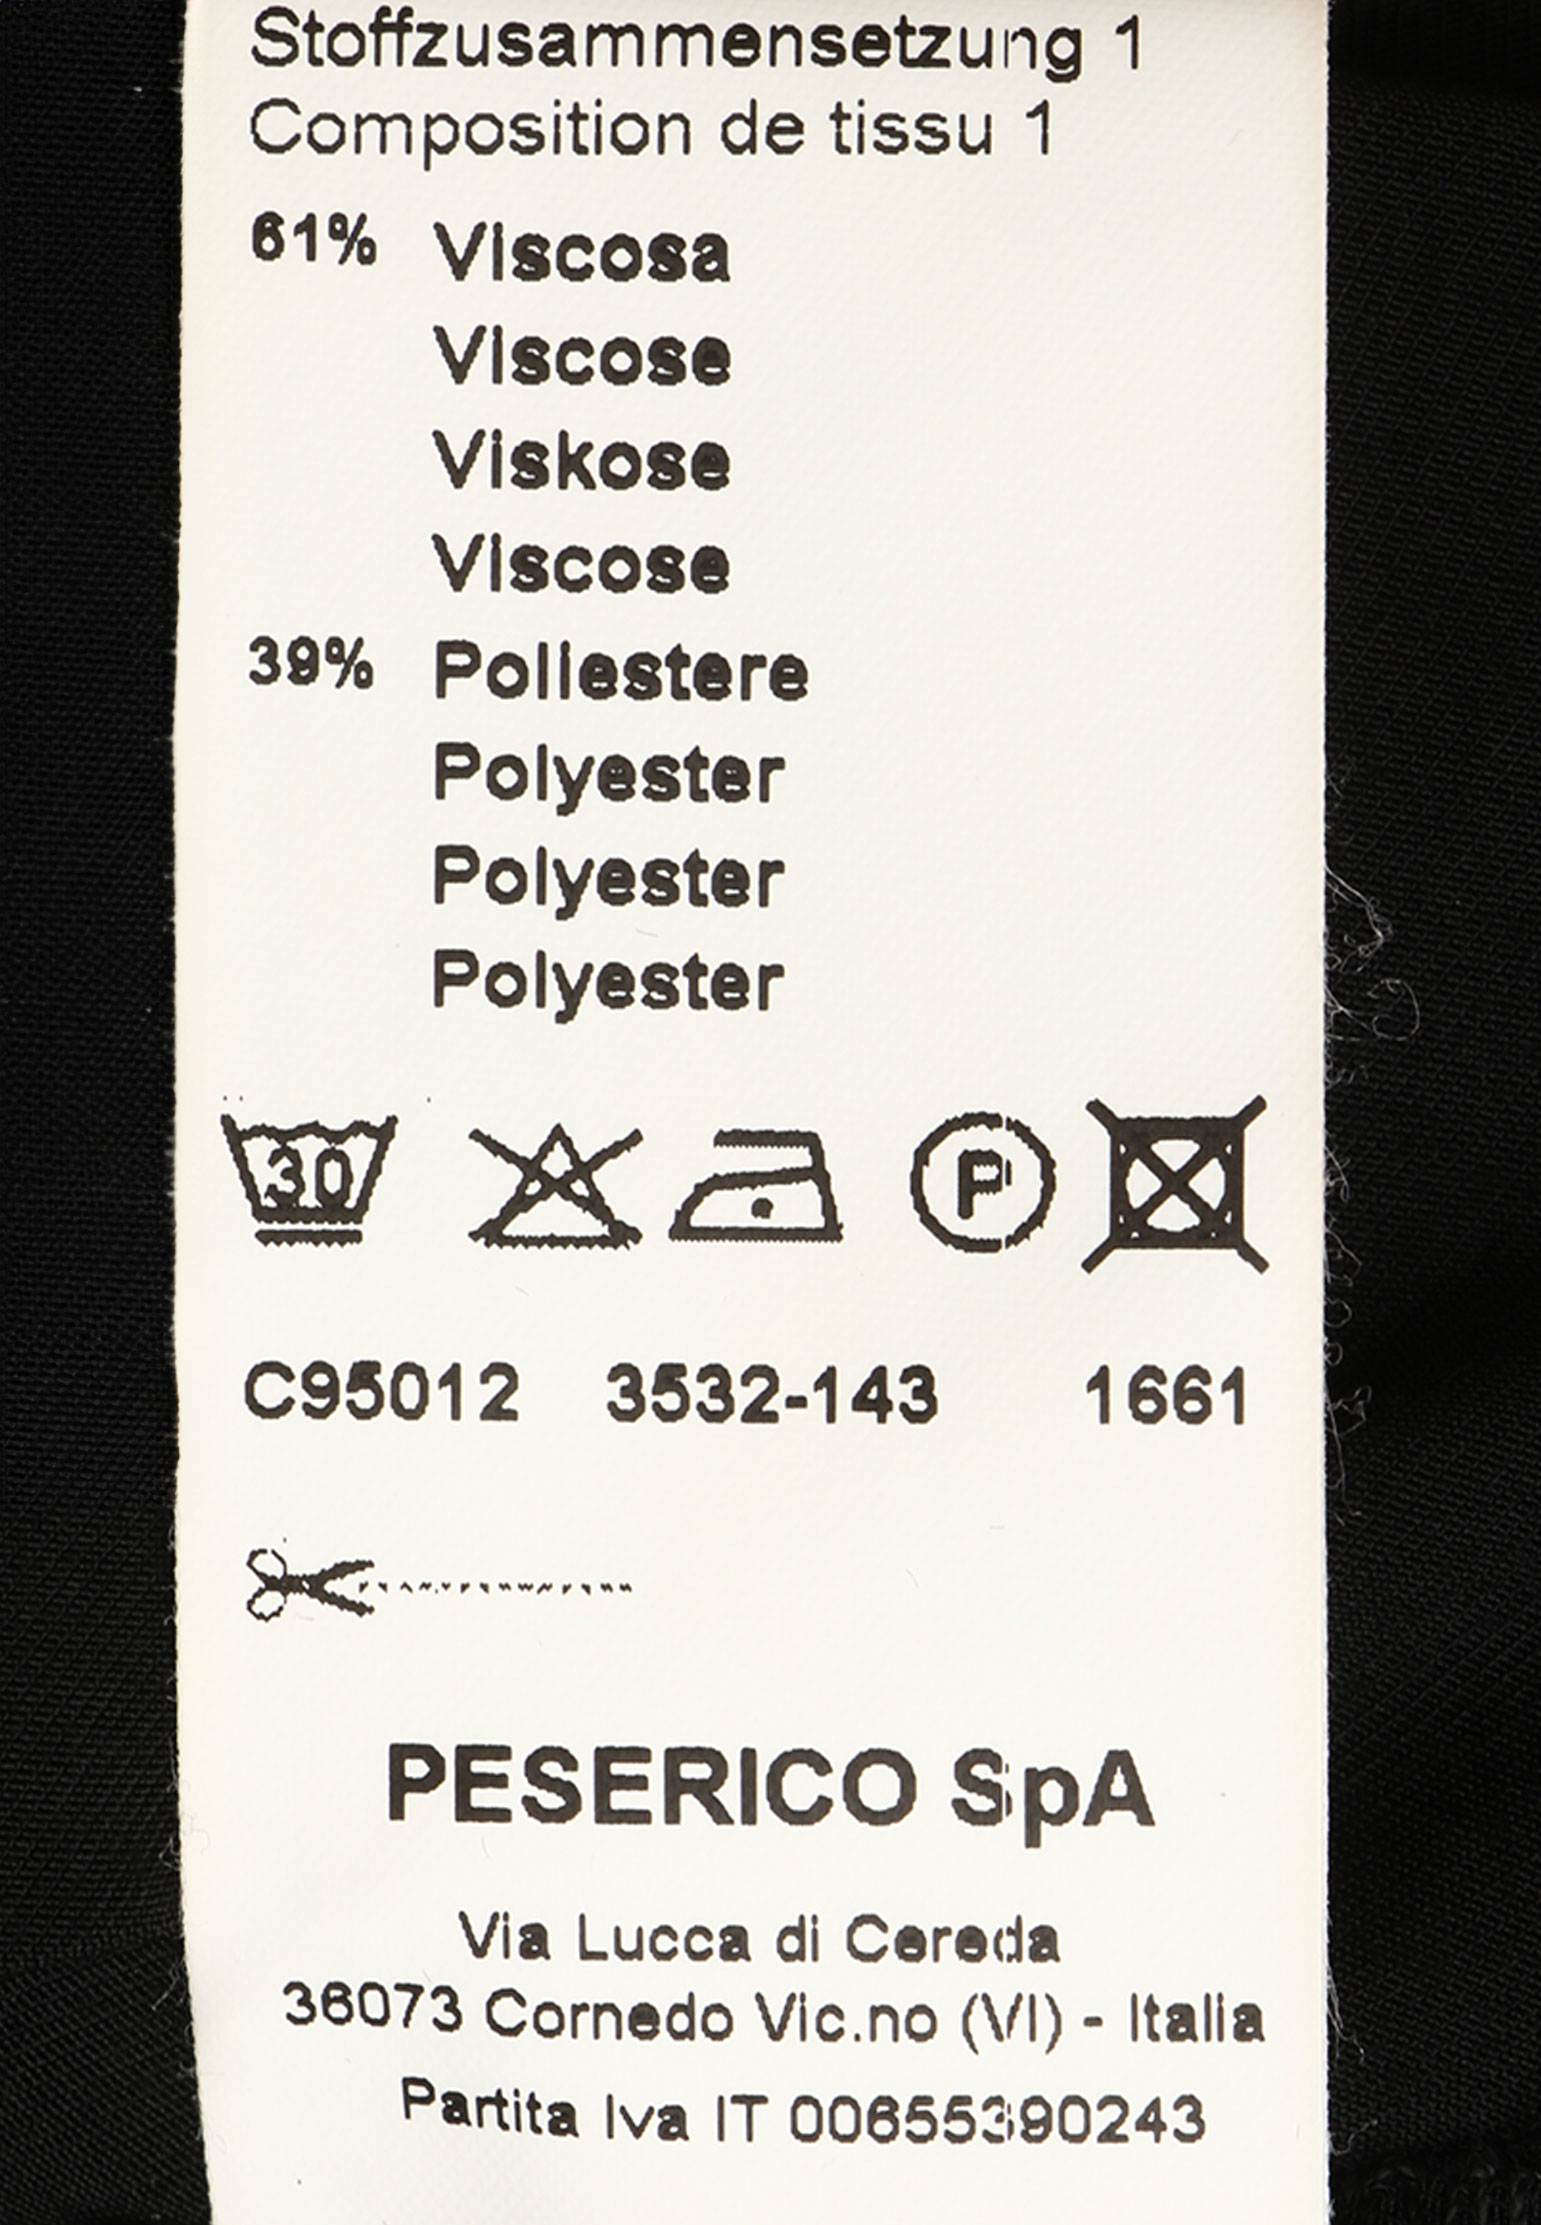 Stoffzusammensetzung 1
Composition de tissu 1
61% Viscosa
Viscose
Viskose
Viscose
39% Poliestere
Polyester
Polyester
Polyester
30 P
C95012 3532-143 1661
PESERICO SpA
Via Lucca di Cereda
36073 Cornedo Vic.no (VI) - Italia
Partita Iva IT 00655390243